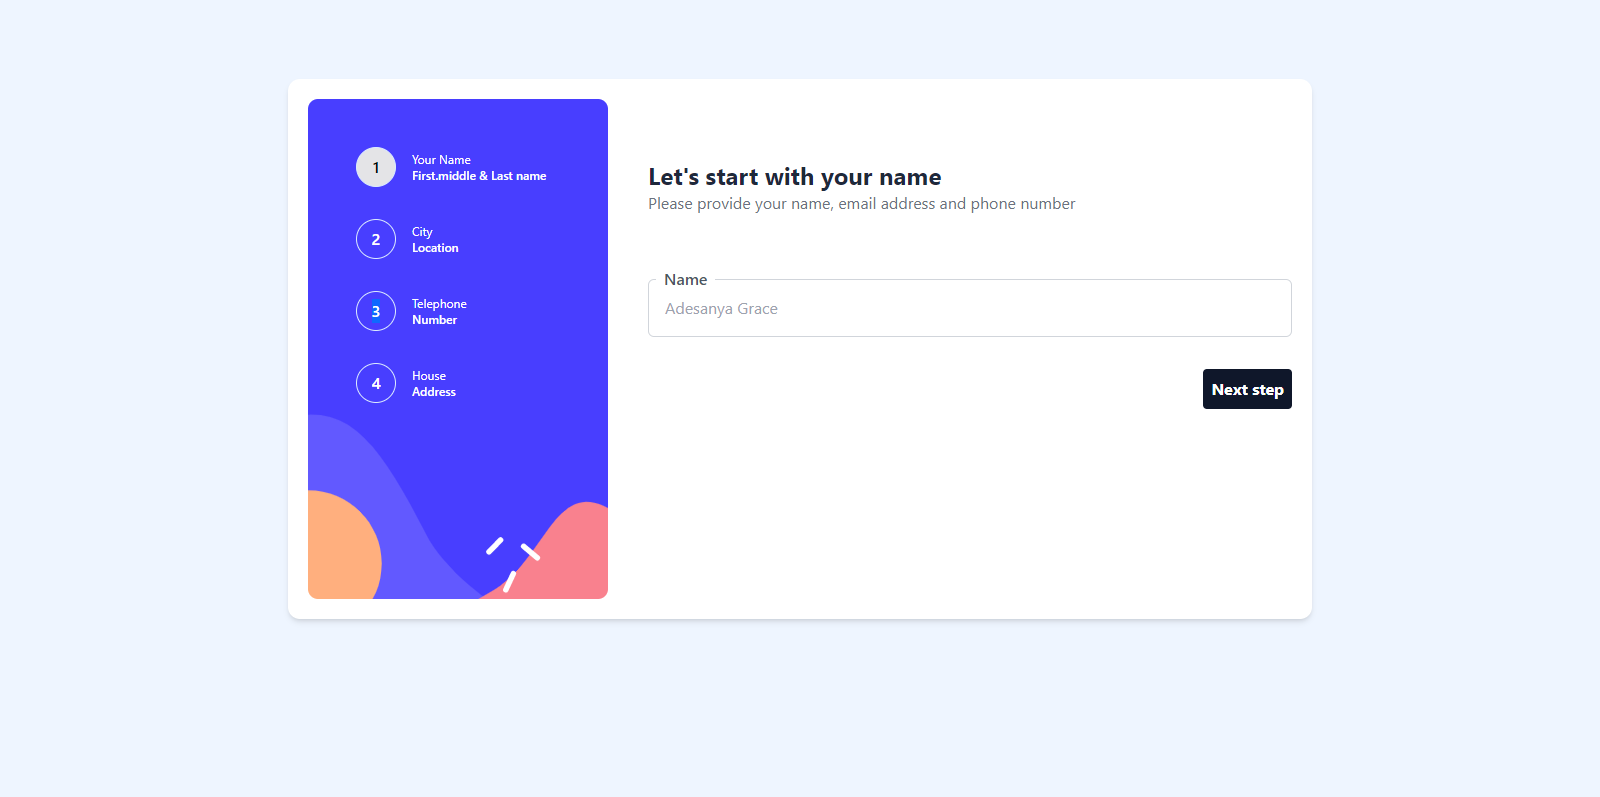 1
Your Name
First.middle & Last name
2
City
Location
3
Telephone
Number
4
House
Address
Let's start with your name
Please provide your name, email address and phone number
Name
Adesanya Grace
Next step